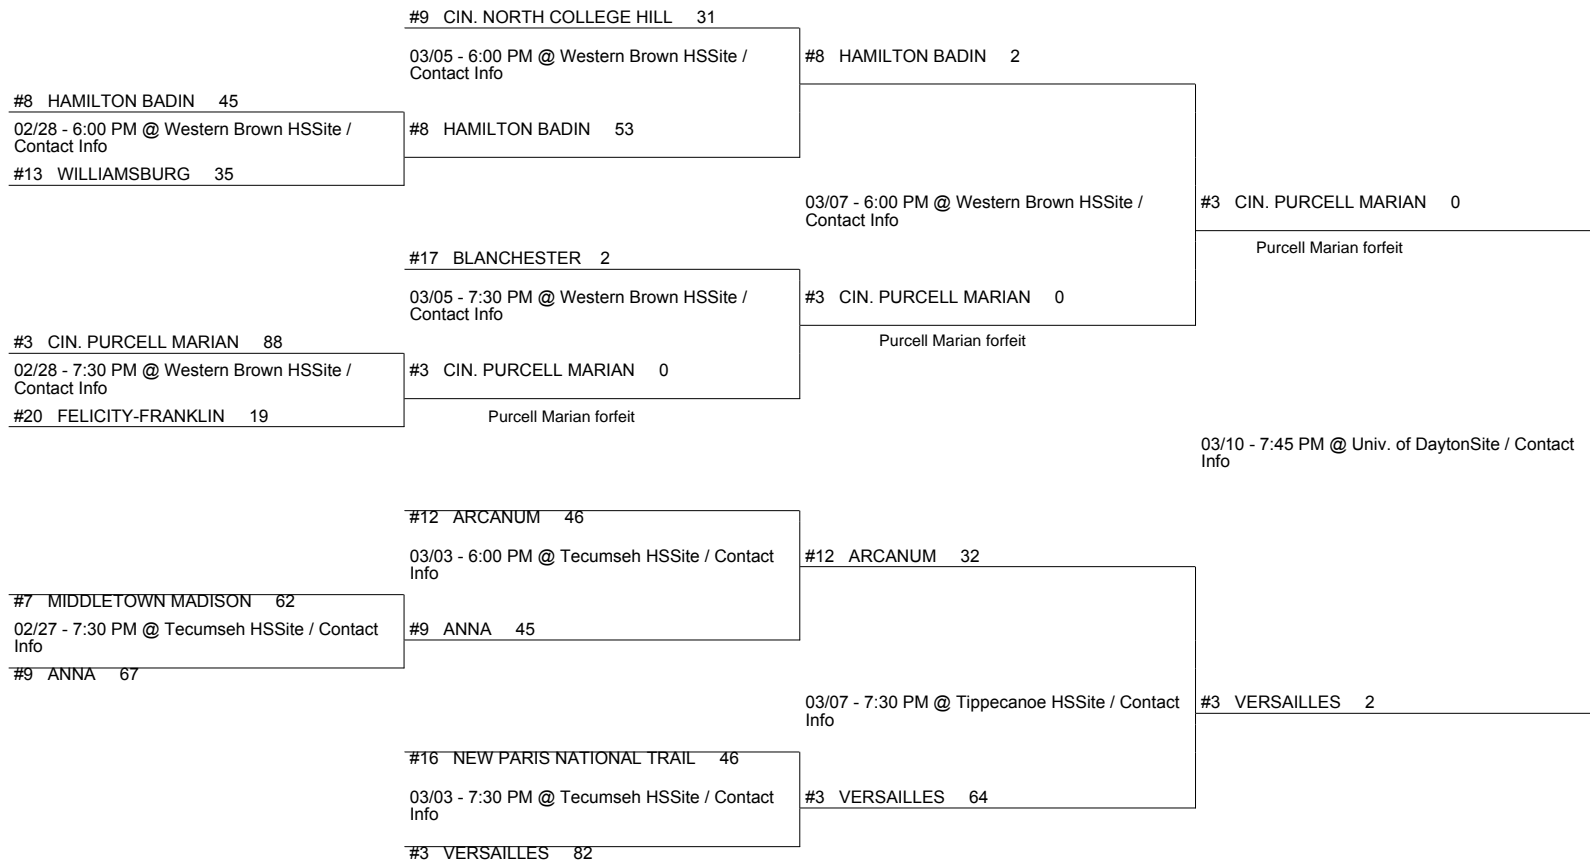 #9 CIN. NORTH COLLEGE HILL 31
03/05 - 6:00 PM @ Western Brown HSSite /
Contact Info
#8 HAMILTON BADIN 2
#8 HAMILTON BADIN 45
02/28 - 6:00 PM @ Western Brown HSSite /
Contact Info
#8 HAMILTON BADIN 53
#13 WILLIAMSBURG 35
03/07 - 6:00 PM @ Western Brown HSSite /
Contact Info
#3 CIN. PURCELL MARIAN 0
Purcell Marian forfeit
#17 BLANCHESTER 2
03/05 - 7:30 PM @ Western Brown HSSite /
Contact Info
#3 CIN. PURCELL MARIAN 0
Purcell Marian forfeit
#3 CIN. PURCELL MARIAN 88
02/28 - 7:30 PM @ Western Brown HSSite /
Contact Info
#3 CIN. PURCELL MARIAN 0
#20 FELICITY-FRANKLIN 19
Purcell Marian forfeit
03/10 - 7:45 PM @ Univ. of DaytonSite / Contact
Info
#12 ARCANUM 46
03/03 - 6:00 PM @ Tecumseh HSSite / Contact
Info
#12 ARCANUM 32
#7 MIDDLETOWN MADISON 62
02/27 - 7:30 PM @ Tecumseh HSSite / Contact
Info
#9 ANNA 45
#9 ANNA 67
03/07 - 7:30 PM @ Tippecanoe HSSite / Contact
Info
#3 VERSAILLES 2
#16 NEW PARIS NATIONAL TRAIL 46
03/03 - 7:30 PM @ Tecumseh HSSite / Contact
Info
#3 VERSAILLES 64
#3 VERSAILLES 82